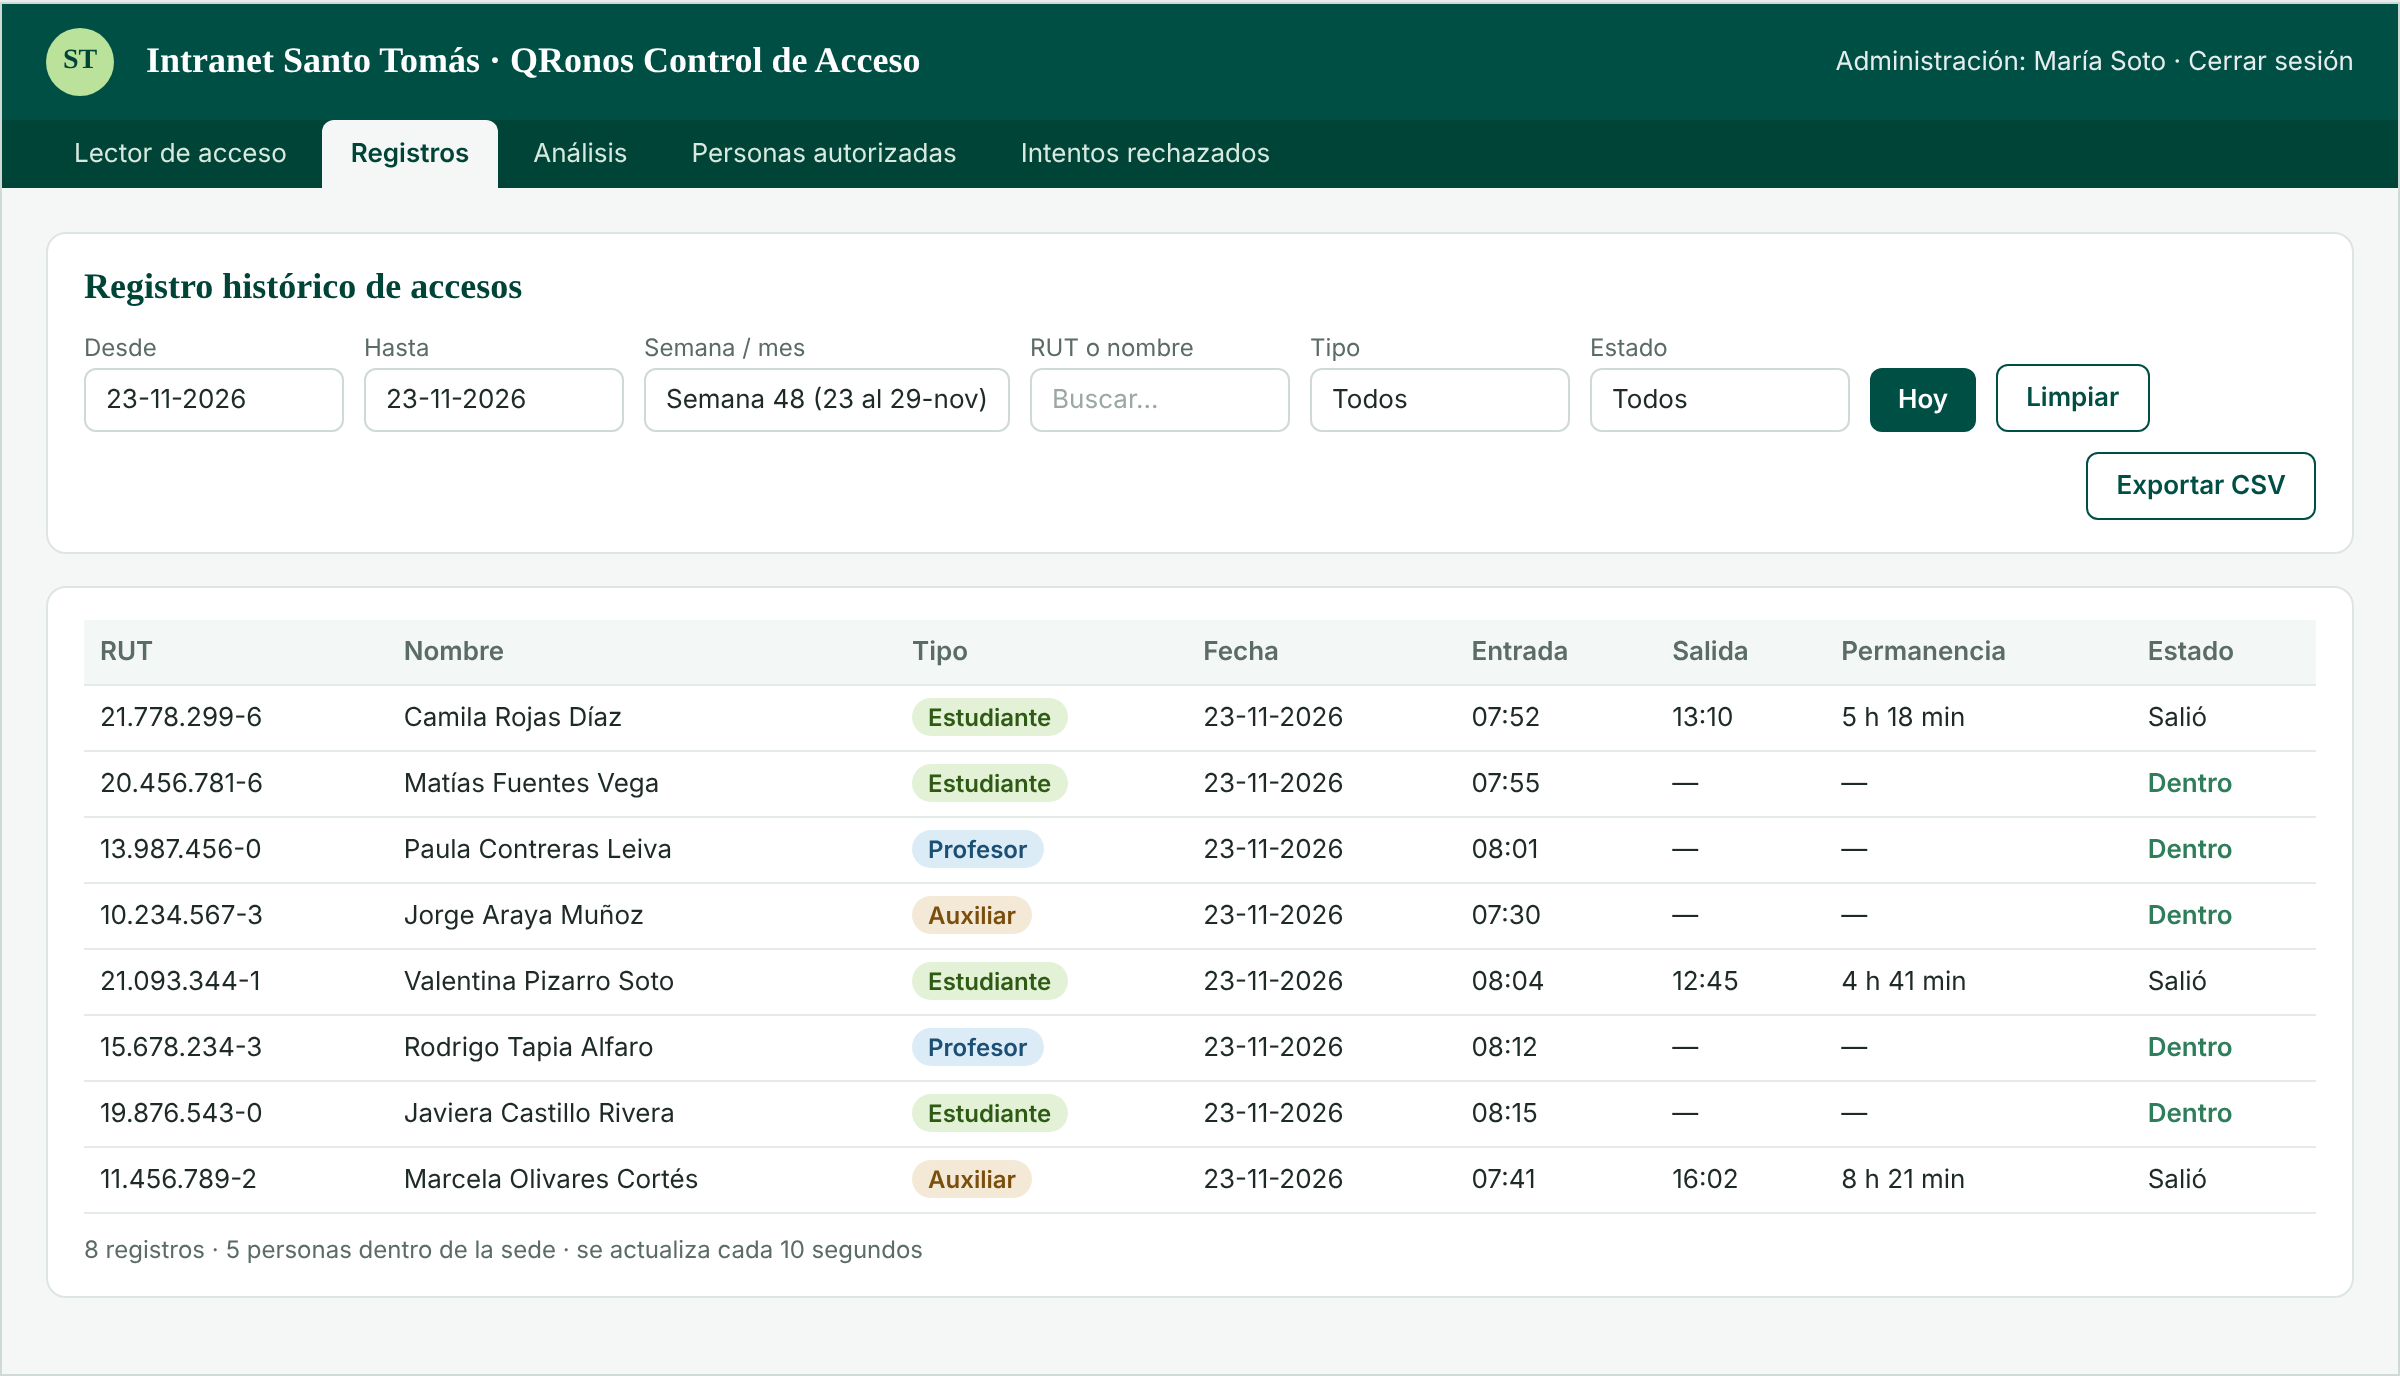 ST
Intranet Santo Tomás · QRonos Control de Acceso
Administración: María Soto · Cerrar sesión
Lector de acceso Registros Análisis Personas autorizadas Intentos rechazados
Registro histórico de accesos
Desde Hasta Semana / mes RUT o nombre Tipo Estado
23-11-2026 23-11-2026 Semana 48 (23 al 29-nov) Buscar... Todos Todos Hoy Limpiar
Exportar CSV
RUT Nombre Tipo Fecha Entrada Salida Permanencia Estado
21.778.299-6 Camila Rojas Díaz Estudiante 23-11-2026 07:52 13:10 5 h 18 min Salió
20.456.781-6 Matías Fuentes Vega Estudiante 23-11-2026 07:55 — — Dentro
13.987.456-0 Paula Contreras Leiva Profesor 23-11-2026 08:01 — — Dentro
10.234.567-3 Jorge Araya Muñoz Auxiliar 23-11-2026 07:30 — — Dentro
21.093.344-1 Valentina Pizarro Soto Estudiante 23-11-2026 08:04 12:45 4 h 41 min Salió
15.678.234-3 Rodrigo Tapia Alfaro Profesor 23-11-2026 08:12 — — Dentro
19.876.543-0 Javiera Castillo Rivera Estudiante 23-11-2026 08:15 — — Dentro
11.456.789-2 Marcela Olivares Cortés Auxiliar 23-11-2026 07:41 16:02 8 h 21 min Salió
8 registros · 5 personas dentro de la sede · se actualiza cada 10 segundos